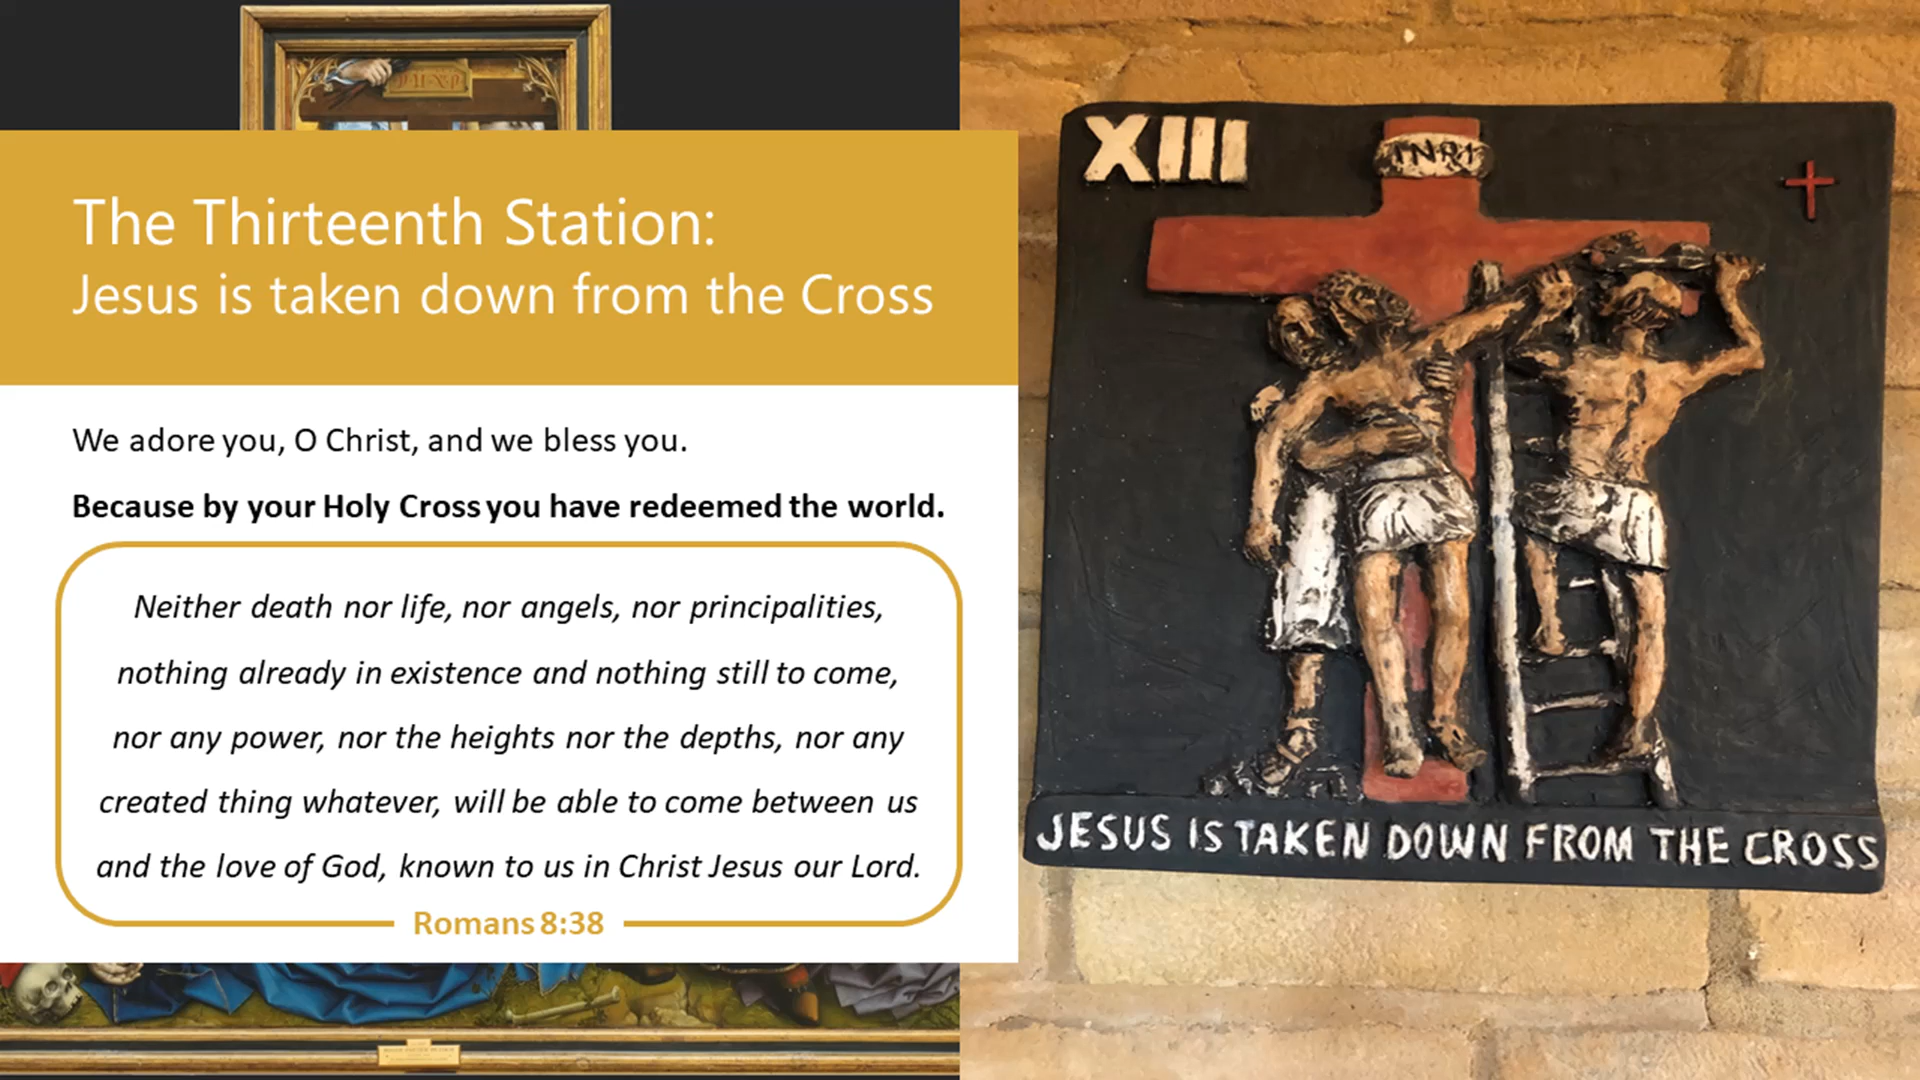 The Thirteenth Station:
Jesus is taken down from the Cross
We adore you, O Christ, and we bless you.
Because by your Holy Cross you have redeemed the world.
Neither death nor life, nor angels, nor principalities,
nothing already in existence and nothing still to come,
nor any power, nor the heights nor the depths, nor any
created thing whatever, will be able to come between us
and the love of God, known to us in Christ Jesus our Lord.
Romans 8:38
XIII
INRI
JESUS IS TAKEN DOWN FROM THE CROSS